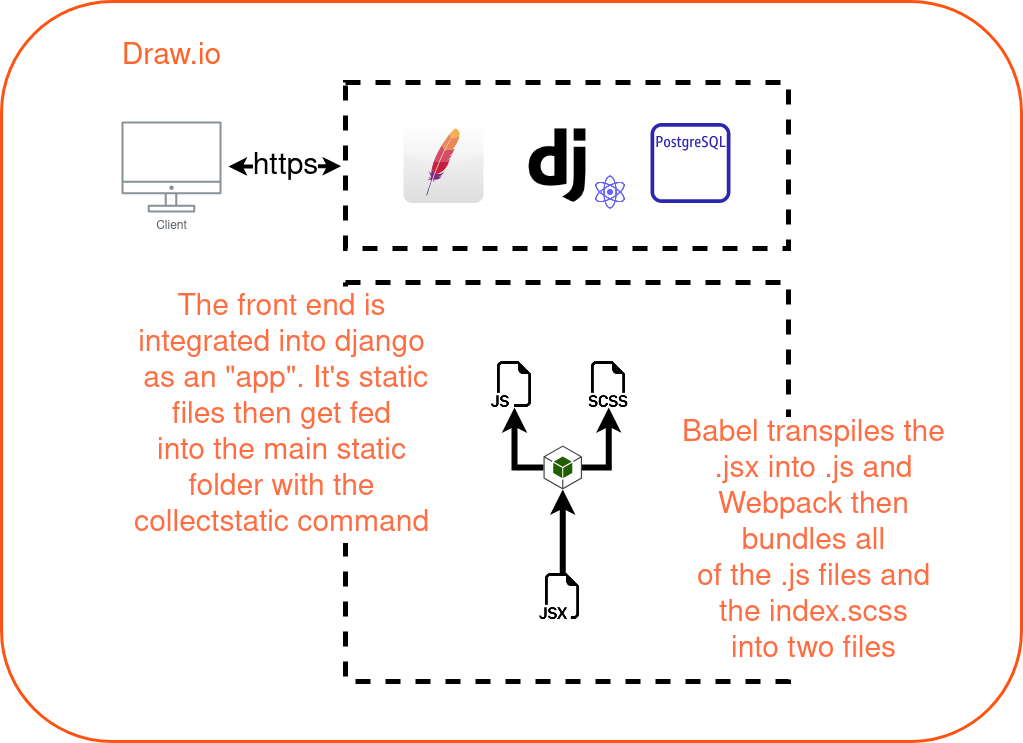 Draw.io
https
Client
dj
PostgreSQL
The front end is
integrated into django
as an "app". It's static
files then get fed
into the main static
folder with the
collectstatic command
JS
SCSS
JSX
Babel transpiles the
.jsx into .js and
Webpack then
bundles all
of the .js files and
the index.scss
into two files